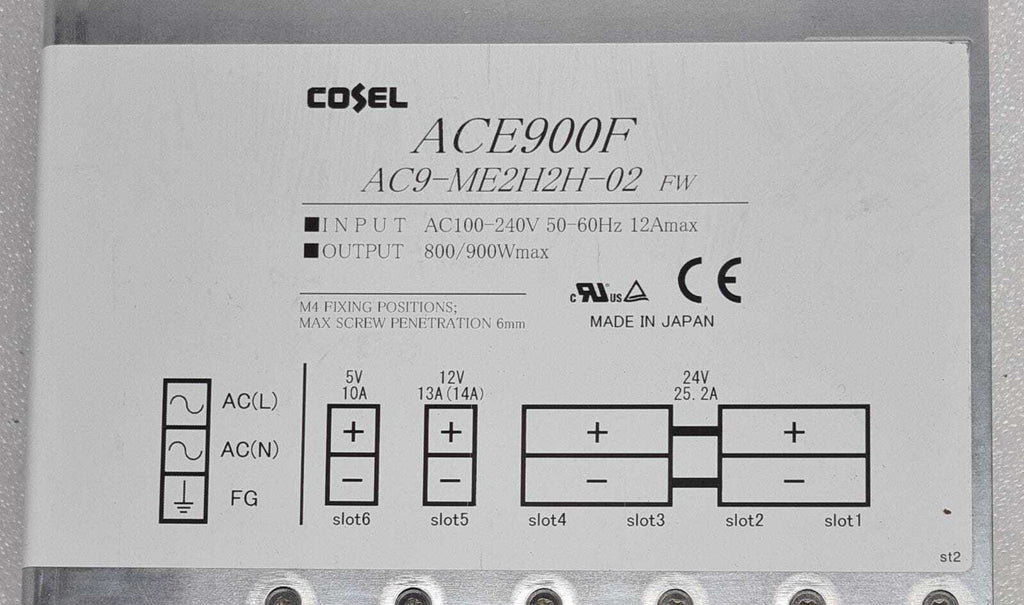 COSEL
ACE900F
AC9-ME2H2H-02 FW
■INPUT AC100-240V 50-60Hz 12Amax
■OUTPUT 800/900Wmax
M4 FIXING POSITIONS;
MAX SCREW PENETRATION 6mm
c RU US CE
MADE IN JAPAN
5V 12V 24V
10A 13A(14A) 25.2A
AC(L)
+ + + +
AC(N)
− − − −
FG
slot6 slot5 slot4 slot3 slot2 slot1
st2